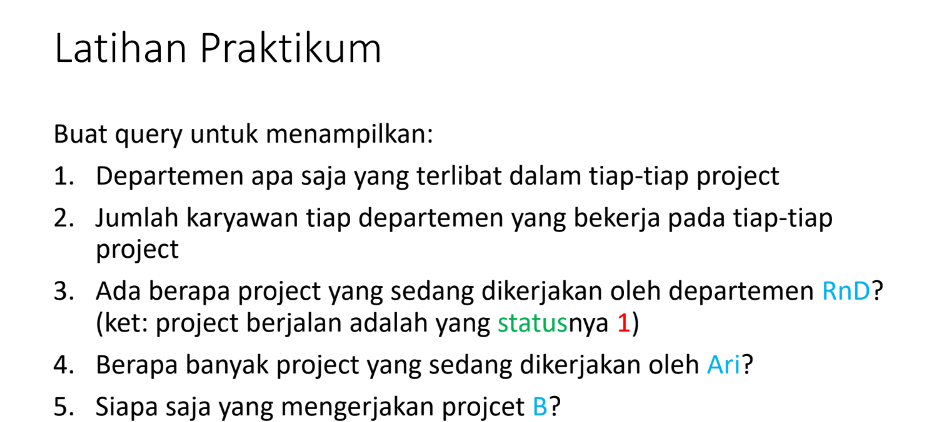 Latihan Praktikum
Buat query untuk menampilkan:
1. Departemen apa saja yang terlibat dalam tiap-tiap project
2. Jumlah karyawan tiap departemen yang bekerja pada tiap-tiap
project
3. Ada berapa project yang sedang dikerjakan oleh departemen RnD?
(ket: project berjalan adalah yang statusnya 1)
4. Berapa banyak project yang sedang dikerjakan oleh Ari?
5. Siapa saja yang mengerjakan projcet B?